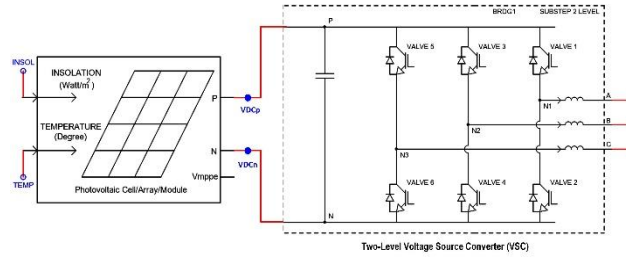 BRDG1
SUBSTEP 2 LEVEL
P
INSOL
INSOLATION
(Watt/m²)
TEMPERATURE
(Degree)
TEMP
P
N
Vmppe
Photovoltaic Cell/Array/Module
VDCp
VDCn
VALVE 5
VALVE 3
VALVE 1
N1
N2
N3
A
B
C
VALVE 6
VALVE 4
VALVE 2
N
Two-Level Voltage Source Converter (VSC)